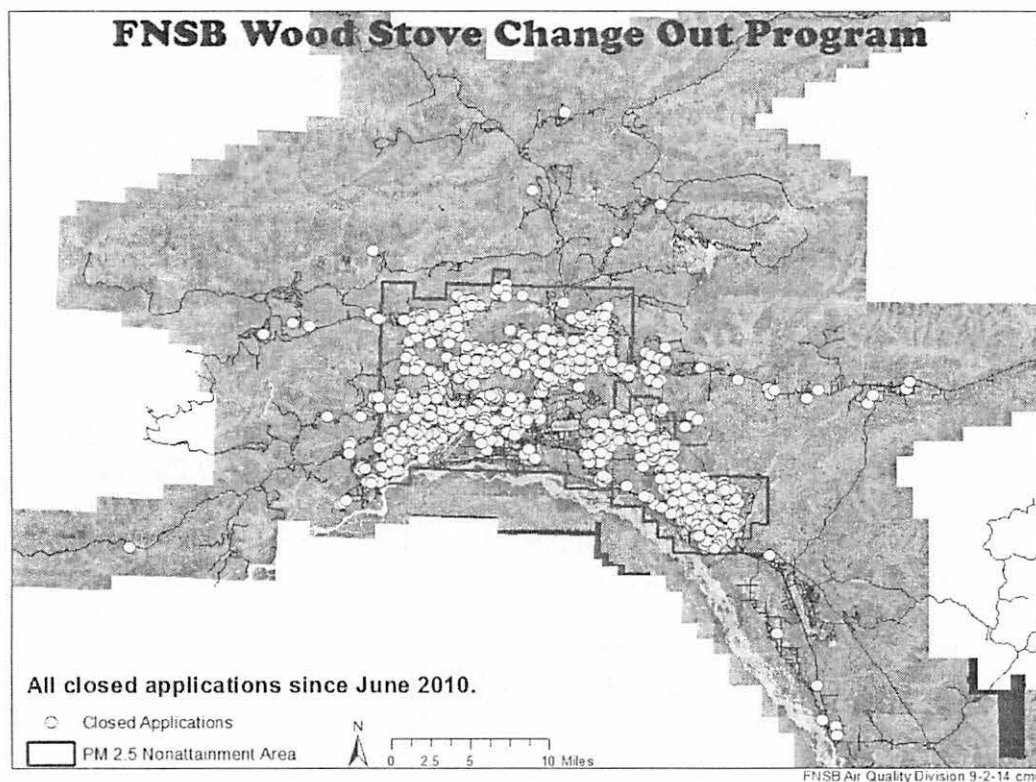 FNSB Wood Stove Change Out Program
All closed applications since June 2010.
Closed Applications
PM 2.5 Nonattainment Area
N
0 2.5 5 10 Miles
FNSB Air Quality Division 9-2-14 cm